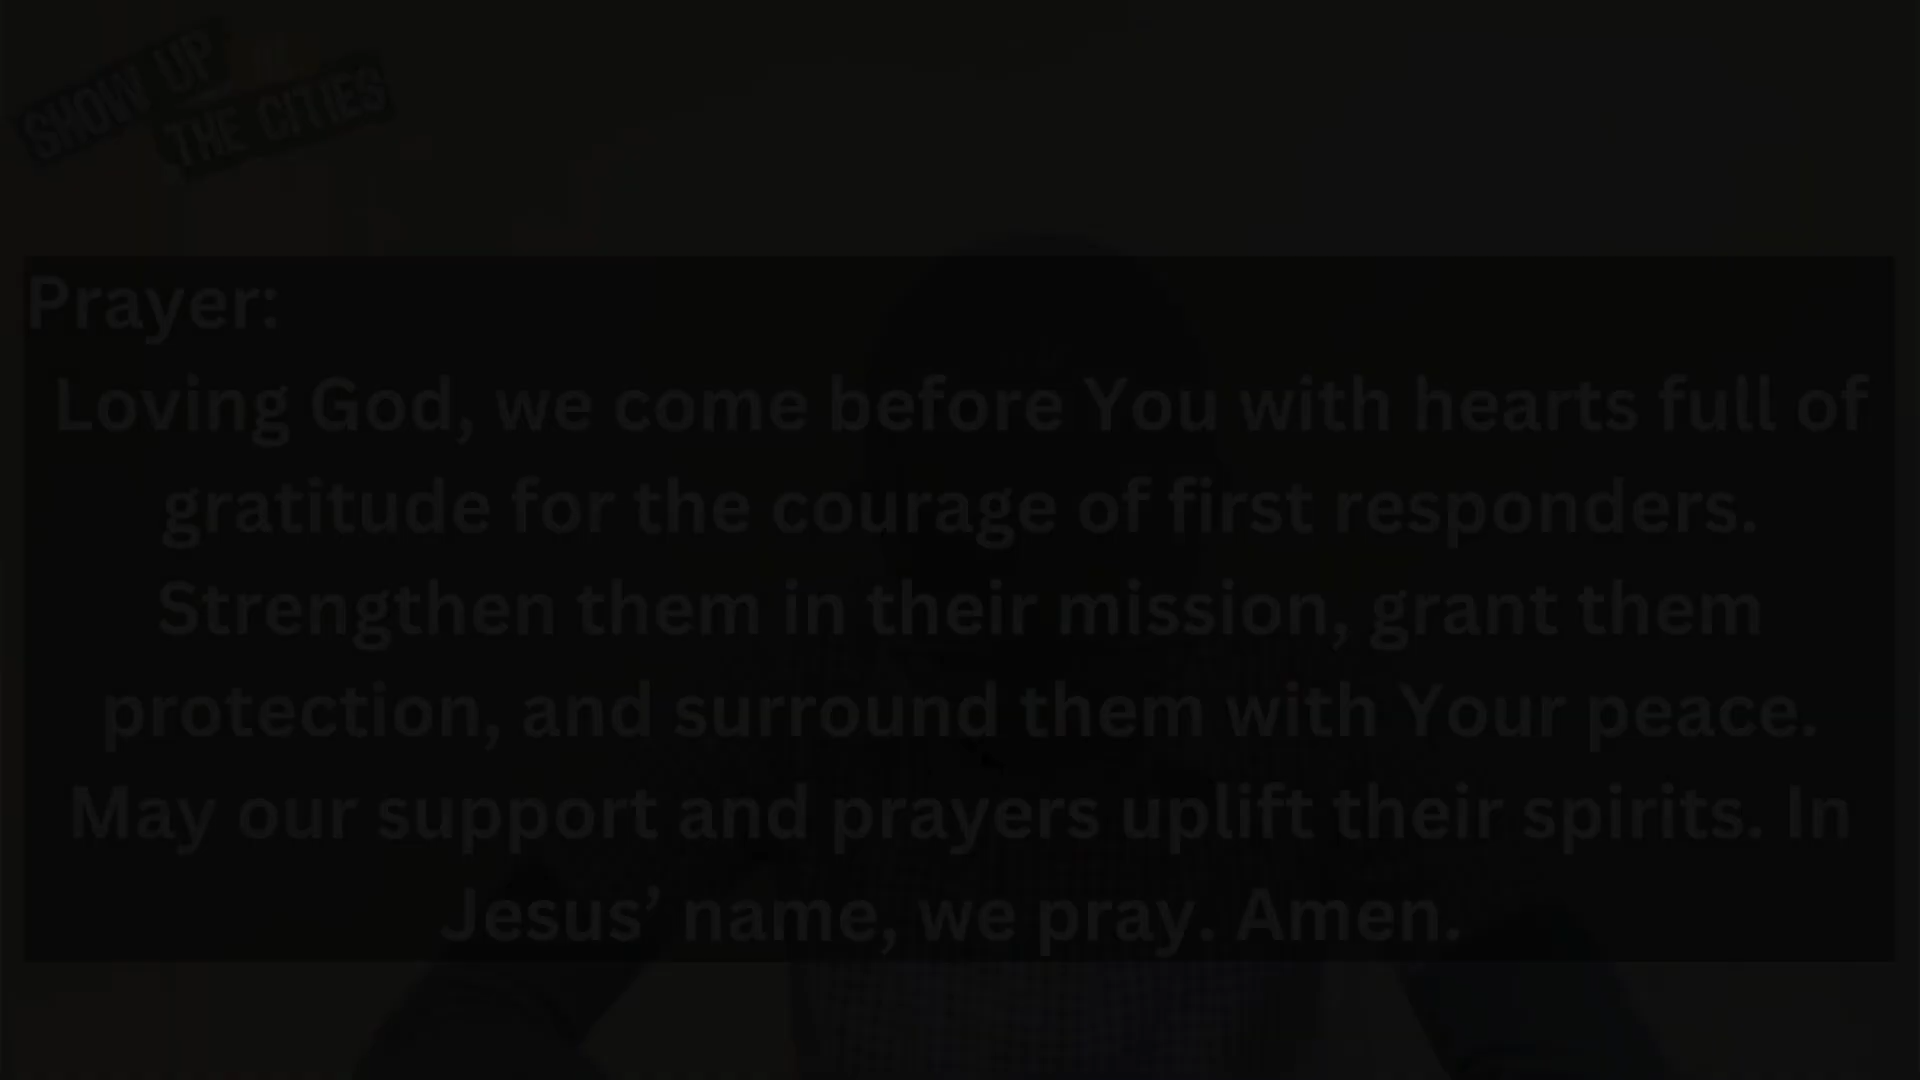 SHOW UP
THE CITIES
Prayer:
Loving God, we come before You with hearts full of
gratitude for the courage of first responders.
Strengthen them in their mission, grant them
protection, and surround them with Your peace.
May our support and prayers uplift their spirits. In
Jesus’ name, we pray. Amen.